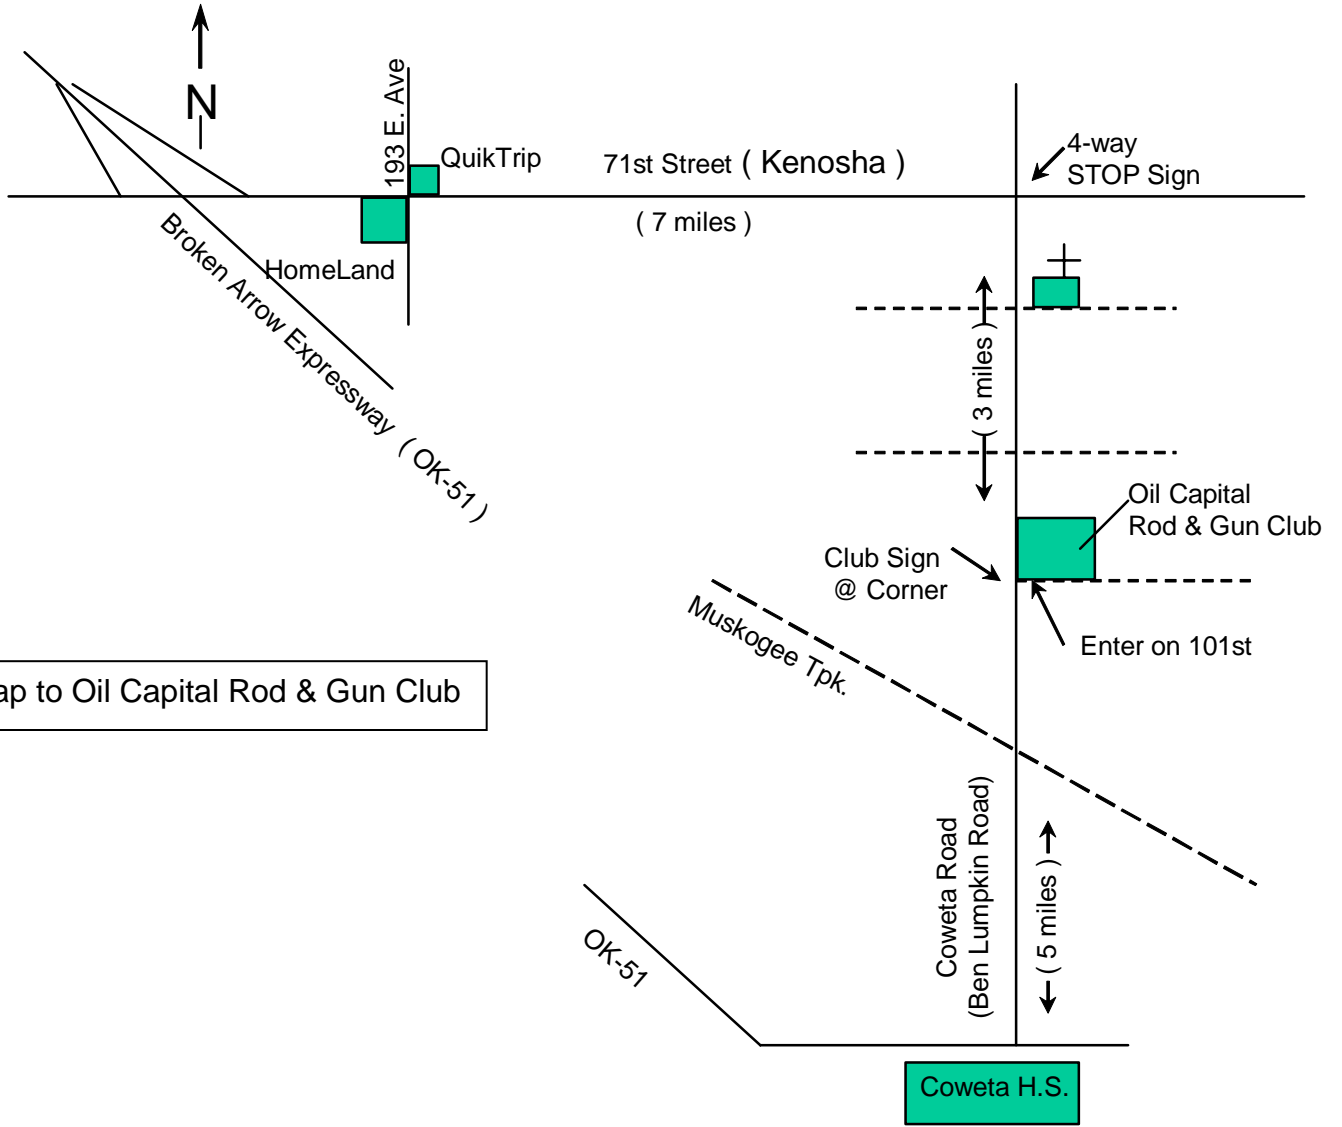 N
193 E. Ave
QuikTrip
71st Street ( Kenosha )
( 7 miles )
4-way
STOP Sign
HomeLand
Broken Arrow Expressway ( OK-51 )
( 3 miles )
Oil Capital
Rod & Gun Club
Club Sign
@ Corner
Enter on 101st
Muskogee Tpk.
ap to Oil Capital Rod & Gun Club
Coweta Road
(Ben Lumpkin Road)
( 5 miles )
OK-51
Coweta H.S.